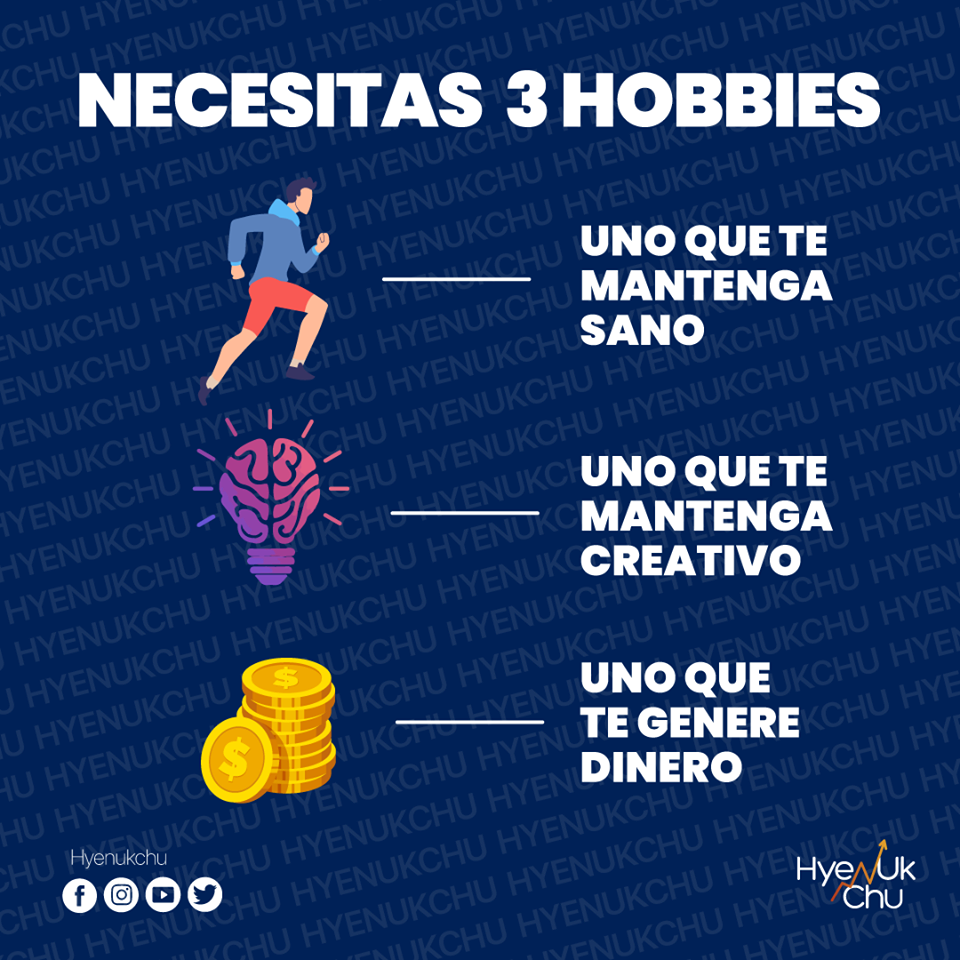 NECESITAS 3 HOBBIES
UNO QUE TE
MANTENGA
SANO
UNO QUE TE
MANTENGA
CREATIVO
UNO QUE
TE GENERE
DINERO
Hyenukchu
HyeNUk
Chu